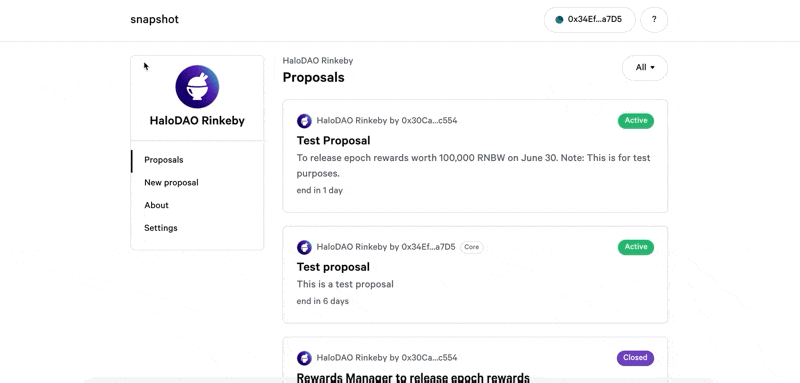 snapshot
0x34Ef...a7D5
?
HaloDAO Rinkeby
Proposals
New proposal
About
Settings
HaloDAO Rinkeby
Proposals
All
HaloDAO Rinkeby by 0x30Ca...c554
Active
Test Proposal
To release epoch rewards worth 100,000 RNBW on June 30. Note: This is for test
purposes.
end in 1 day
HaloDAO Rinkeby by 0x34Ef...a7D5 Core
Active
Test proposal
This is a test proposal
end in 6 days
HaloDAO Rinkeby by 0x30Ca...c554
Closed
Rewards Manager to release epoch rewards